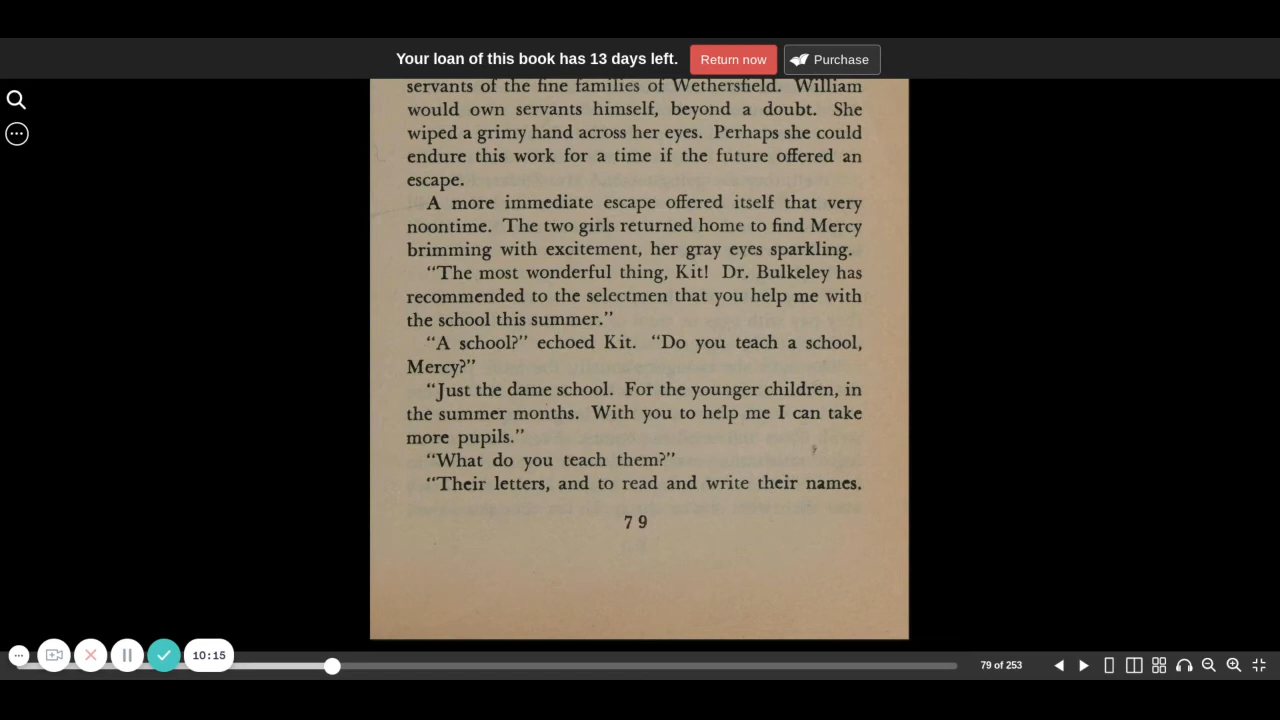 Your loan of this book has 13 days left. Return now Purchase
servants of the fine families of Wethersfield. William
would own servants himself, beyond a doubt. She
wiped a grimy hand across her eyes. Perhaps she could
endure this work for a time if the future offered an
escape.
A more immediate escape offered itself that very
noontime. The two girls returned home to find Mercy
brimming with excitement, her gray eyes sparkling.
“The most wonderful thing, Kit! Dr. Bulkeley has
recommended to the selectmen that you help me with
the school this summer.”
“A school?” echoed Kit. “Do you teach a school,
Mercy?”
“Just the dame school. For the younger children, in
the summer months. With you to help me I can take
more pupils.”
“What do you teach them?”
“Their letters, and to read and write their names.
79
10:15
79 of 253